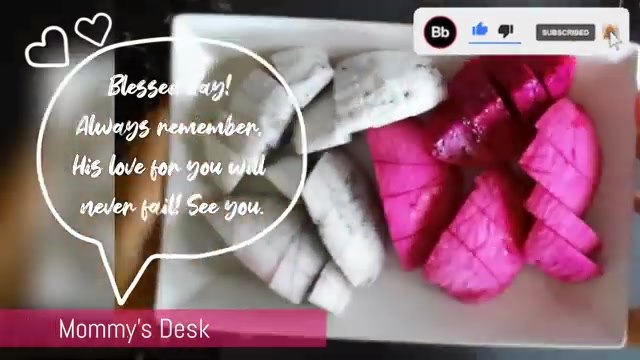 Bb
SUBSCRIBED
Blessed Day!
Always remember,
His love for you will
never fail! See you.
Mommy's Desk